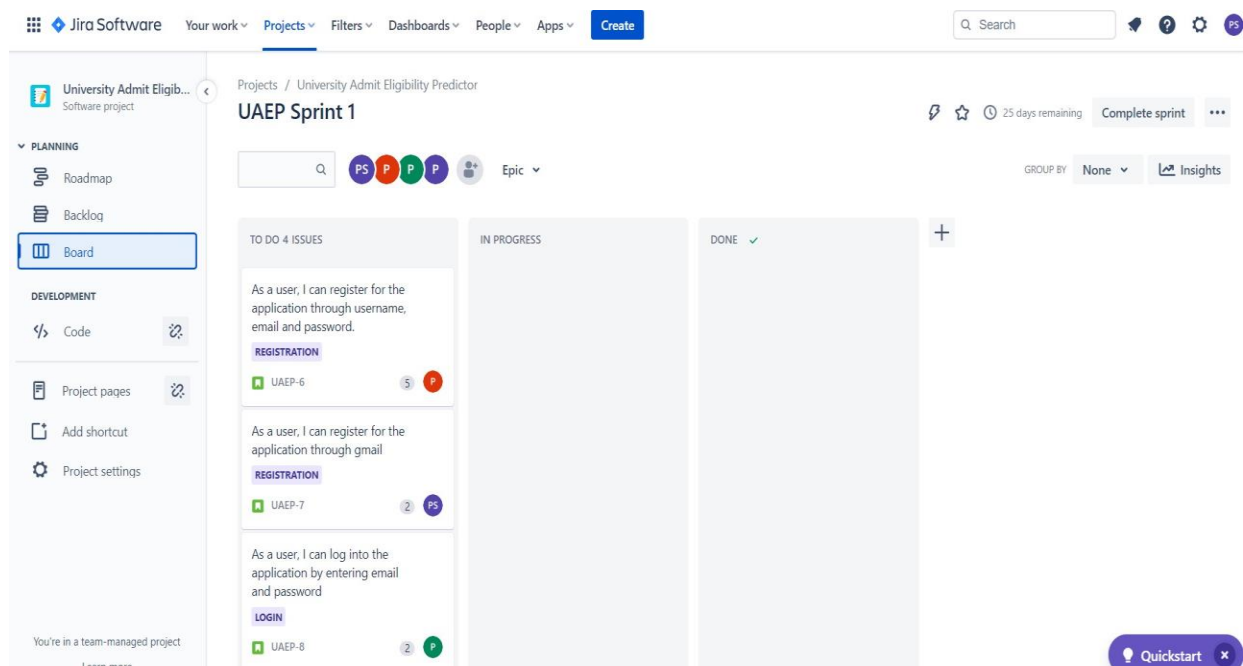 Jira Software Your work Projects Filters Dashboards People Apps Create Search PS
University Admit Eligib...
Software project
PLANNING
Roadmap
Backlog
Board
DEVELOPMENT
Code
Project pages
Add shortcut
Project settings
You're in a team-managed project
Learn more
Projects / University Admit Eligibility Predictor
UAEP Sprint 1
25 days remaining Complete sprint
PS P P P Epic
GROUP BY None Insights
TO DO 4 ISSUES
As a user, I can register for the
application through username,
email and password.
REGISTRATION
UAEP-6 5 P
As a user, I can register for the
application through gmail
REGISTRATION
UAEP-7 2 PS
As a user, I can log into the
application by entering email
and password
LOGIN
UAEP-8 2 P
IN PROGRESS
DONE
Quickstart